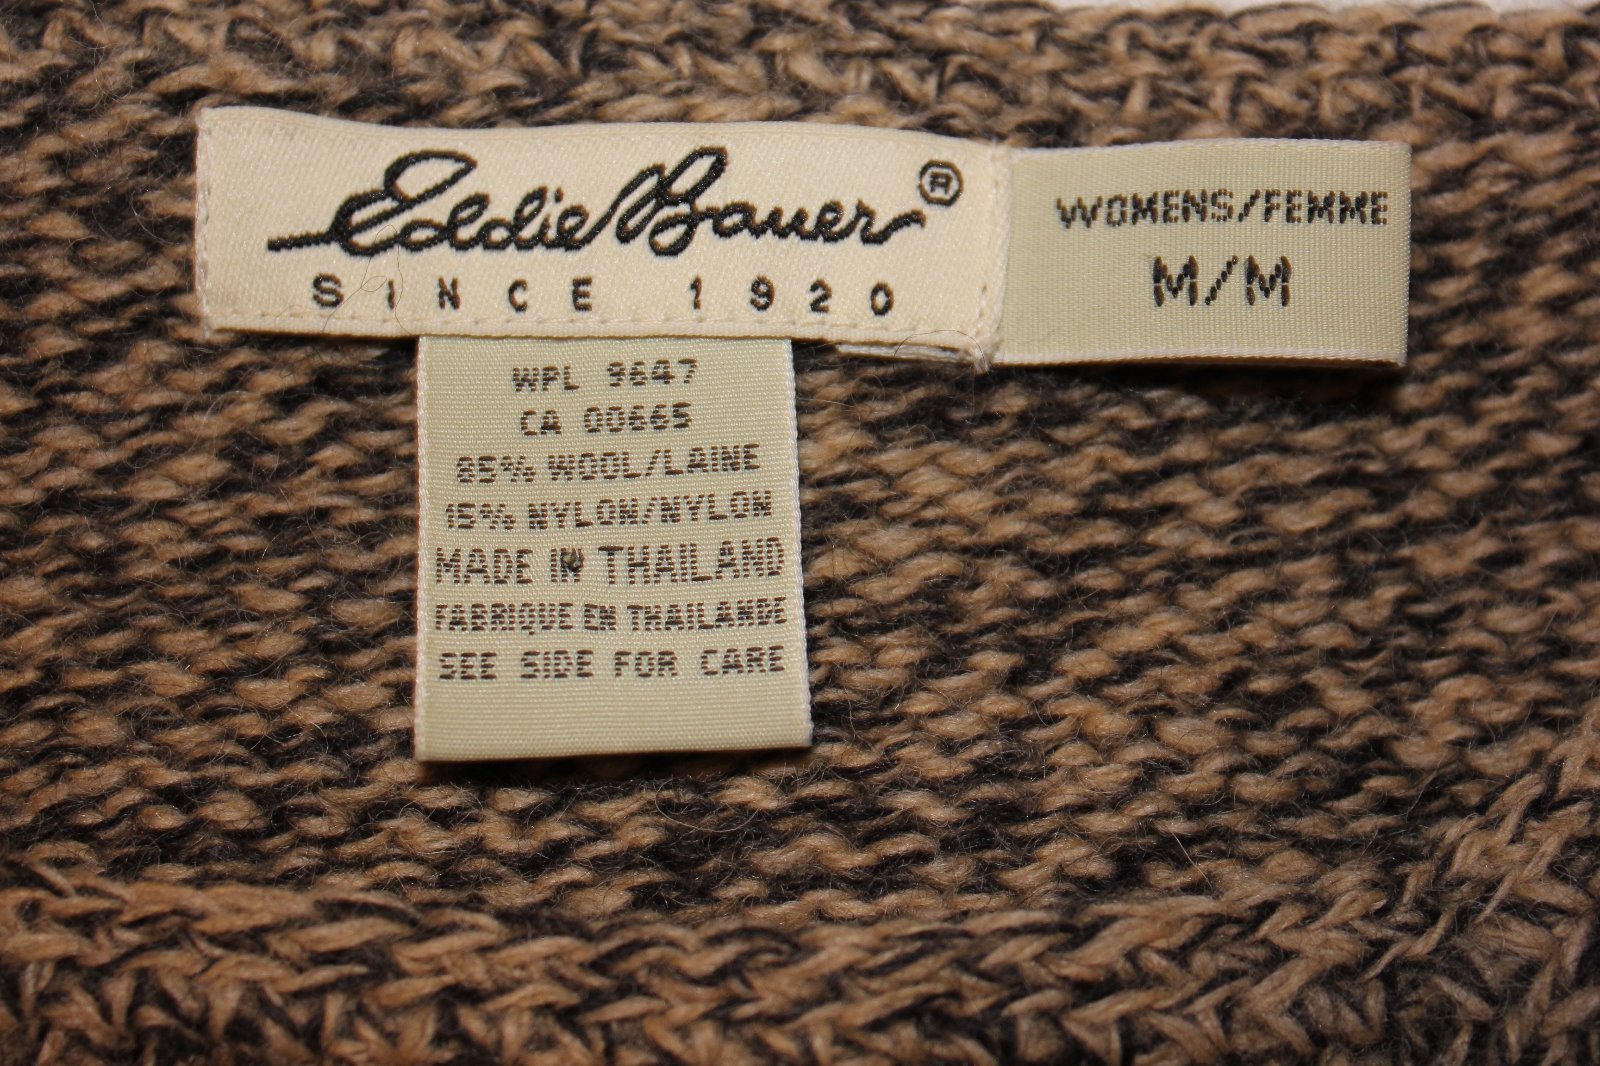 Eddie Bauer®
SINCE 1920
WOMENS/FEMME
M/M
WPL 9647
CA 00665
85% WOOL/LAINE
15% NYLON/NYLON
MADE IN THAILAND
FABRIQUE EN THAILANDE
SEE SIDE FOR CARE